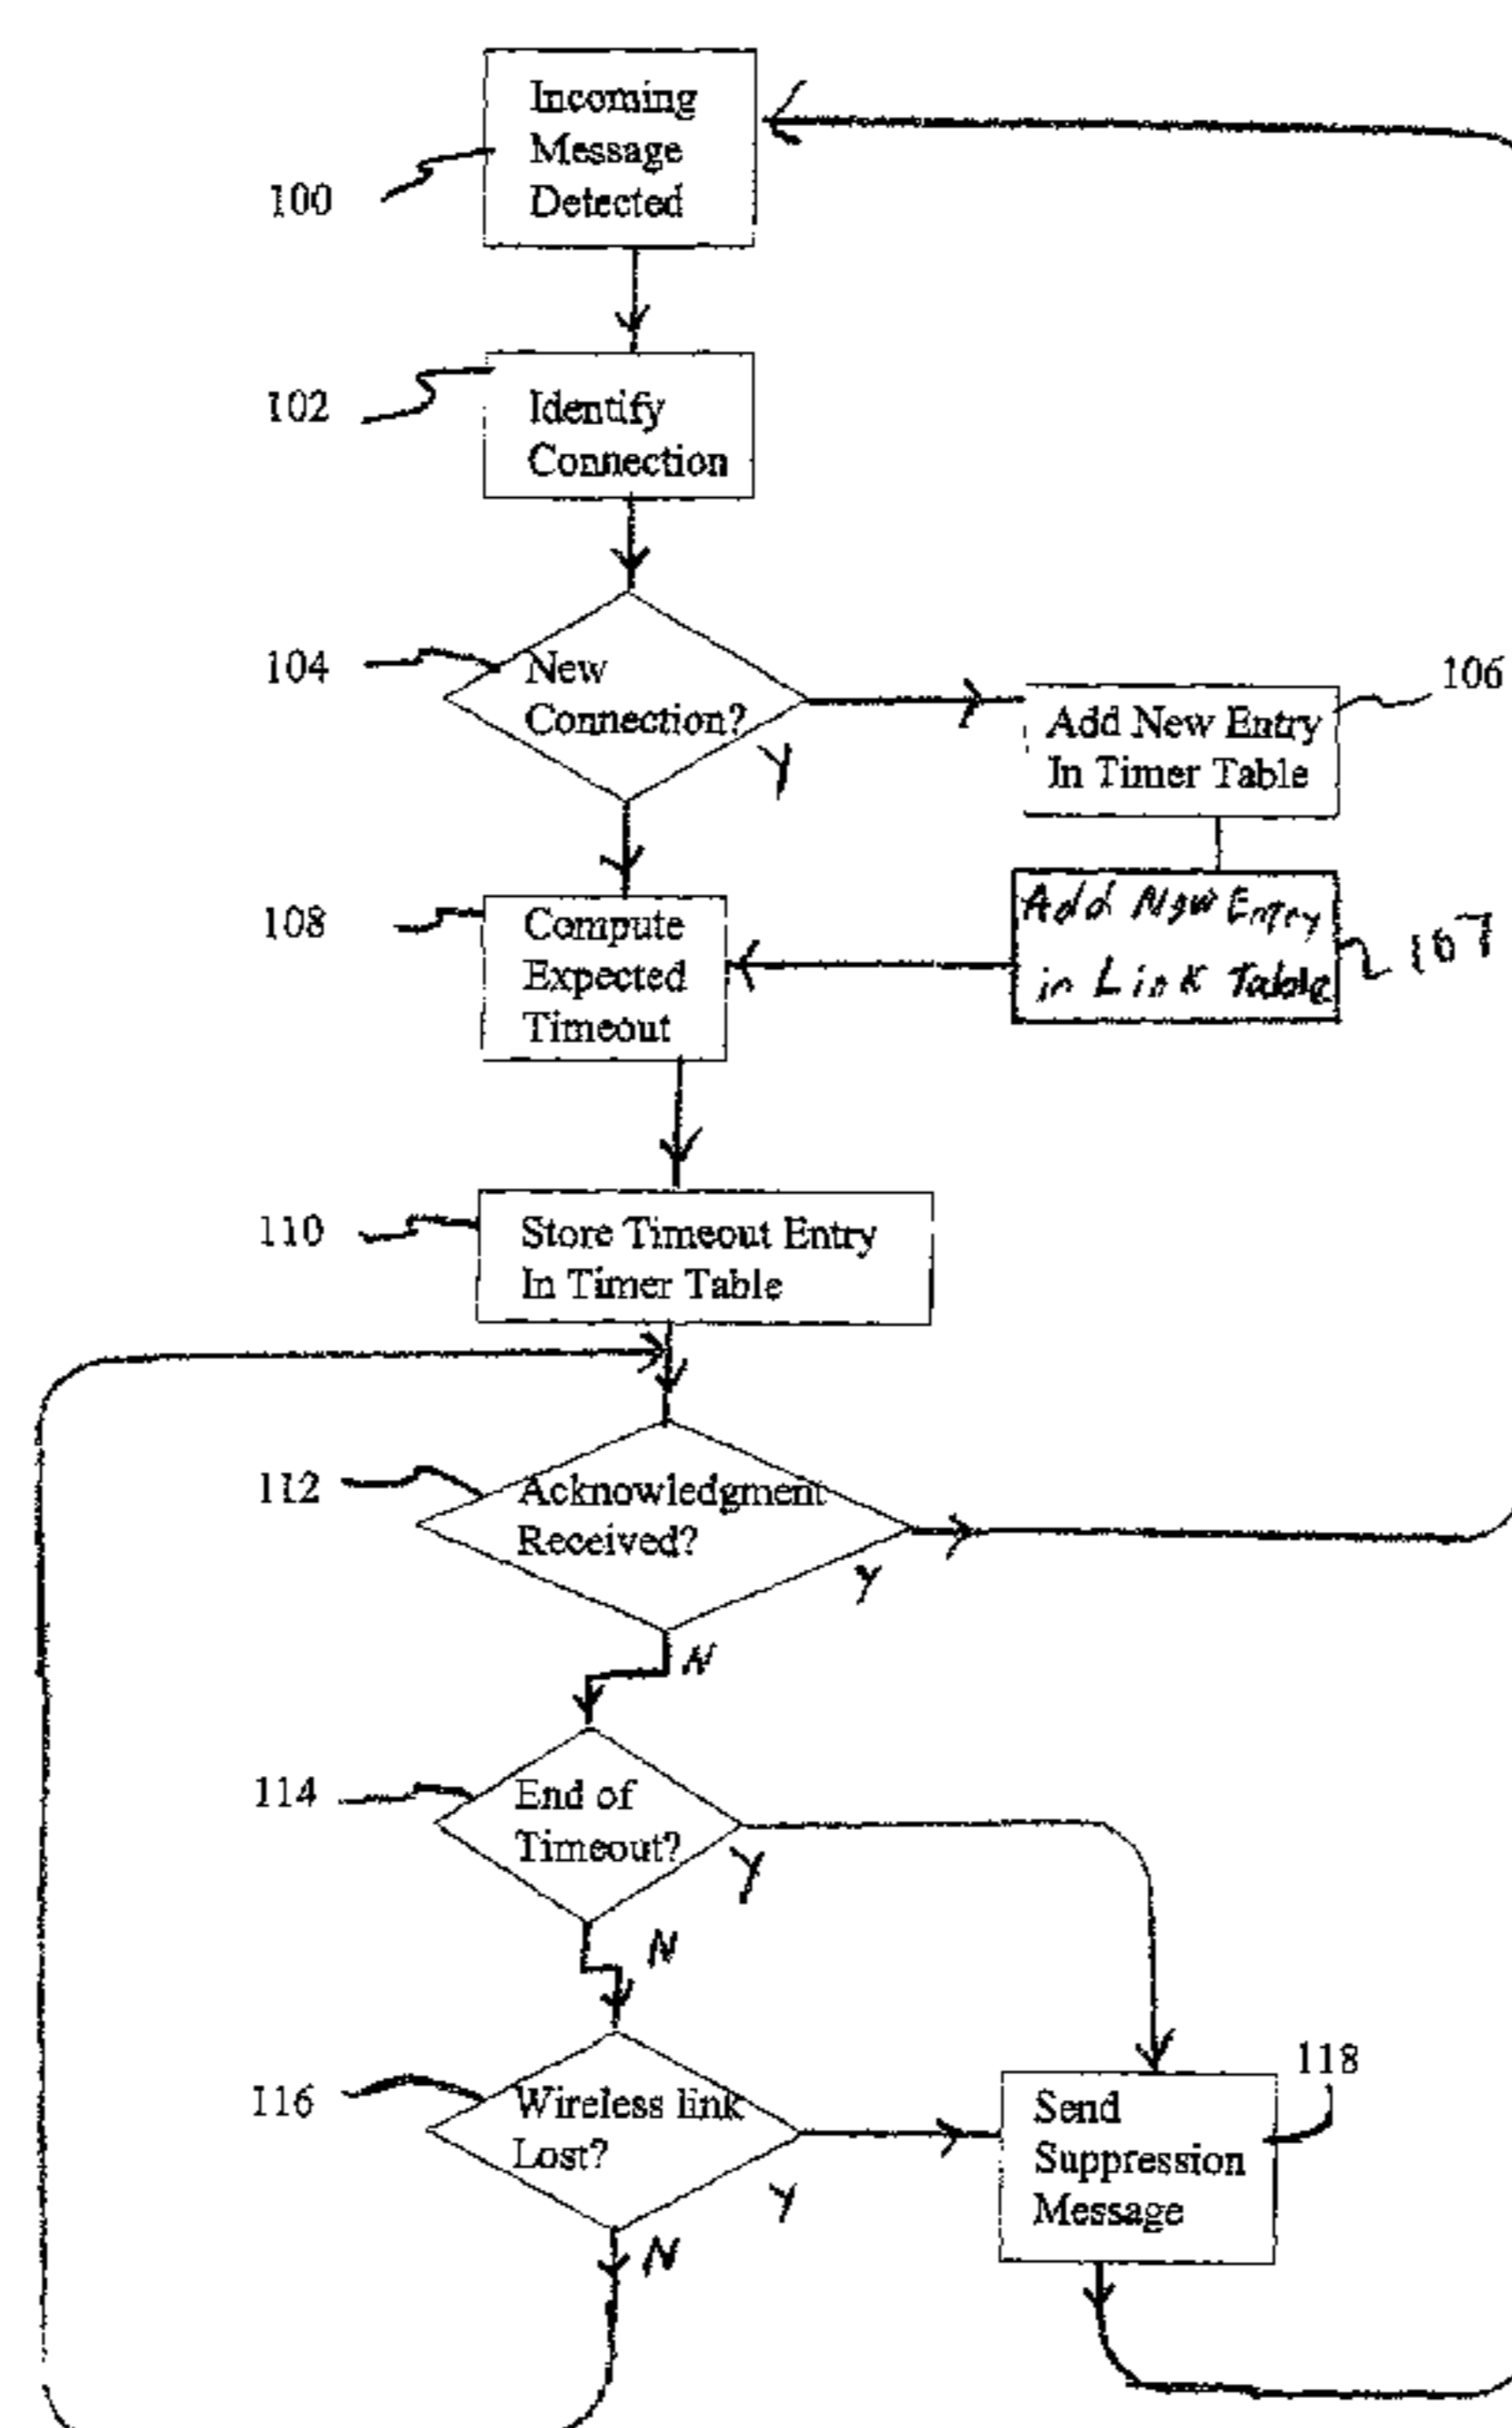 Incoming
Message
Detected
100
102
Identify
Connection
104
New
Connection?
Y
106
Add New Entry
In Timer Table
108
Compute
Expected
Timeout
Add New Entry
in Link Table
107
110
Store Timeout Entry
In Timer Table
112
Acknowledgment
Received?
Y
N
114
End of
Timeout?
Y
N
116
Wireless link
Lost?
Y
N
118
Send
Suppression
Message